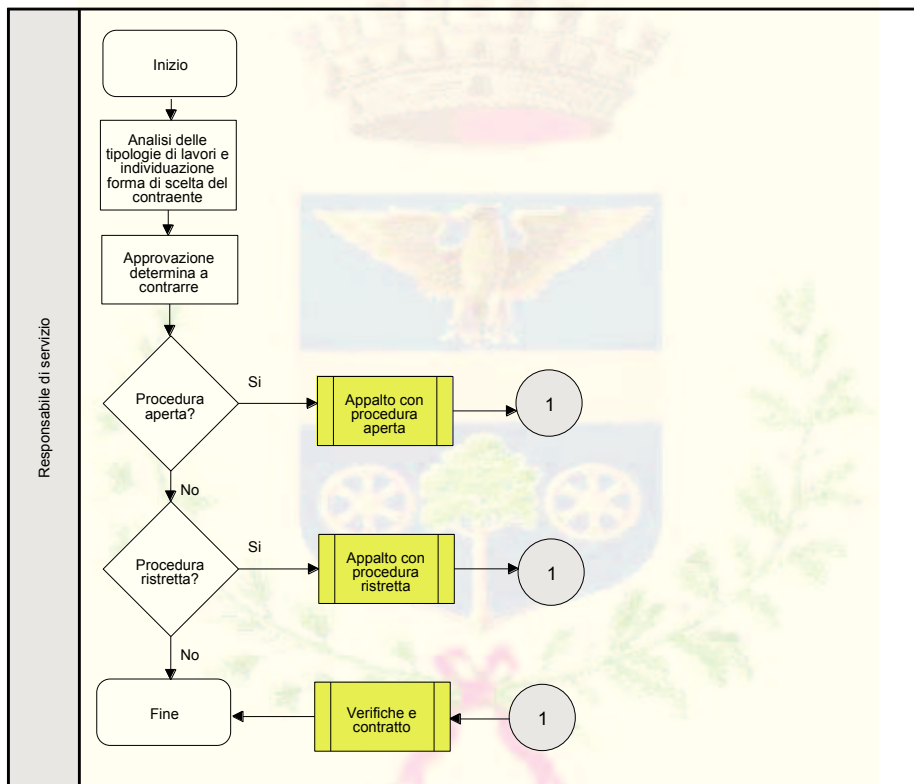 Responsabile di servizio
Inizio
Analisi delle
tipologie di lavori e
individuazione
forma di scelta del
contraente
Approvazione
determina a
contrarre
Procedura
aperta?
Si
Appalto con
procedura
aperta
1
No
Procedura
ristretta?
Si
Appalto con
procedura
ristretta
1
No
Fine
Verifiche e
contratto
1